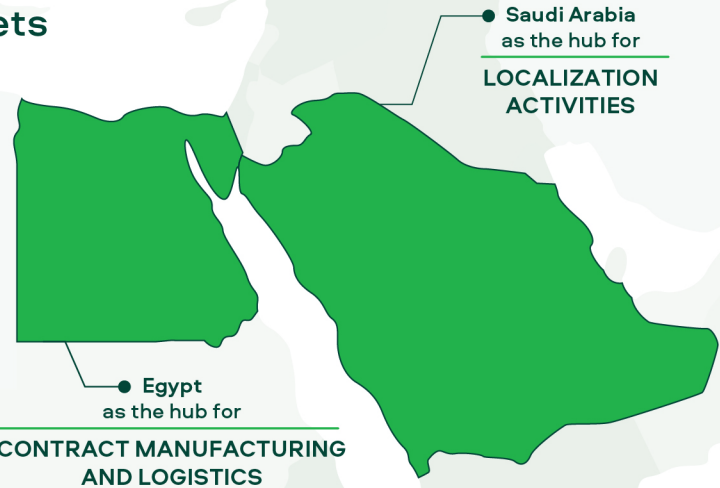 ets
Saudi Arabia
as the hub for
LOCALIZATION
ACTIVITIES
Egypt
as the hub for
CONTRACT MANUFACTURING
AND LOGISTICS